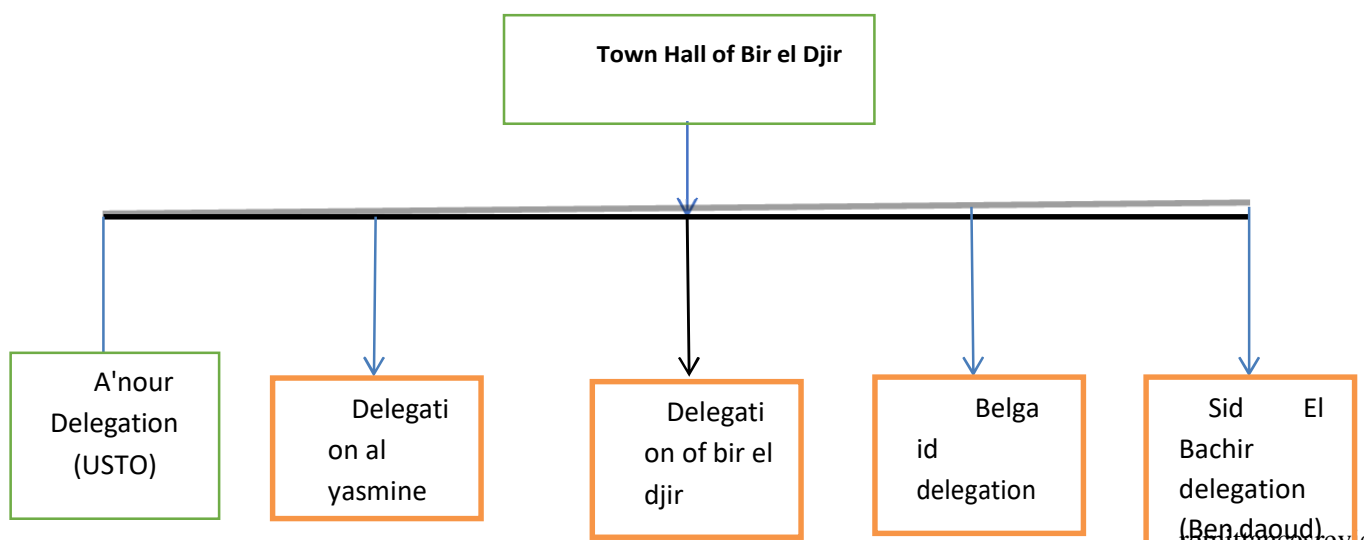 Town Hall of Bir el Djir
A'nour
Delegation
(USTO)
Delegati
on al
yasmine
Delegati
on of bir el
djir
Belga
id
delegation
Sid El
Bachir
delegation
(Ben daoud)